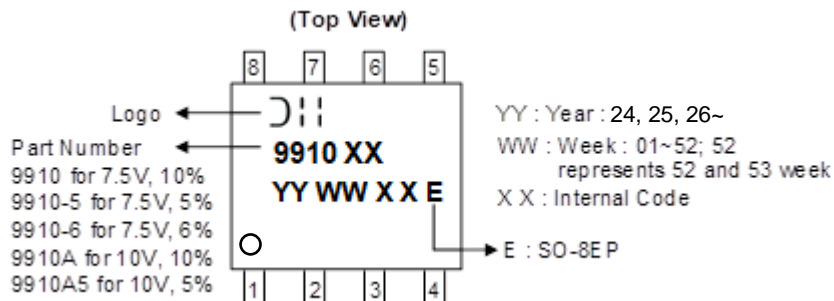 (Top View)
8 7 6 5
Logo
Part Number
9910 for 7.5V, 10%
9910-5 for 7.5V, 5%
9910-6 for 7.5V, 6%
9910A for 10V, 10%
9910A5 for 10V, 5%
9910 XX
YY WW X X E
1 2 3 4
YY : Year : 24, 25, 26~
WW : Week : 01~52; 52
represents 52 and 53 week
X X : Internal Code
E : SO-8EP